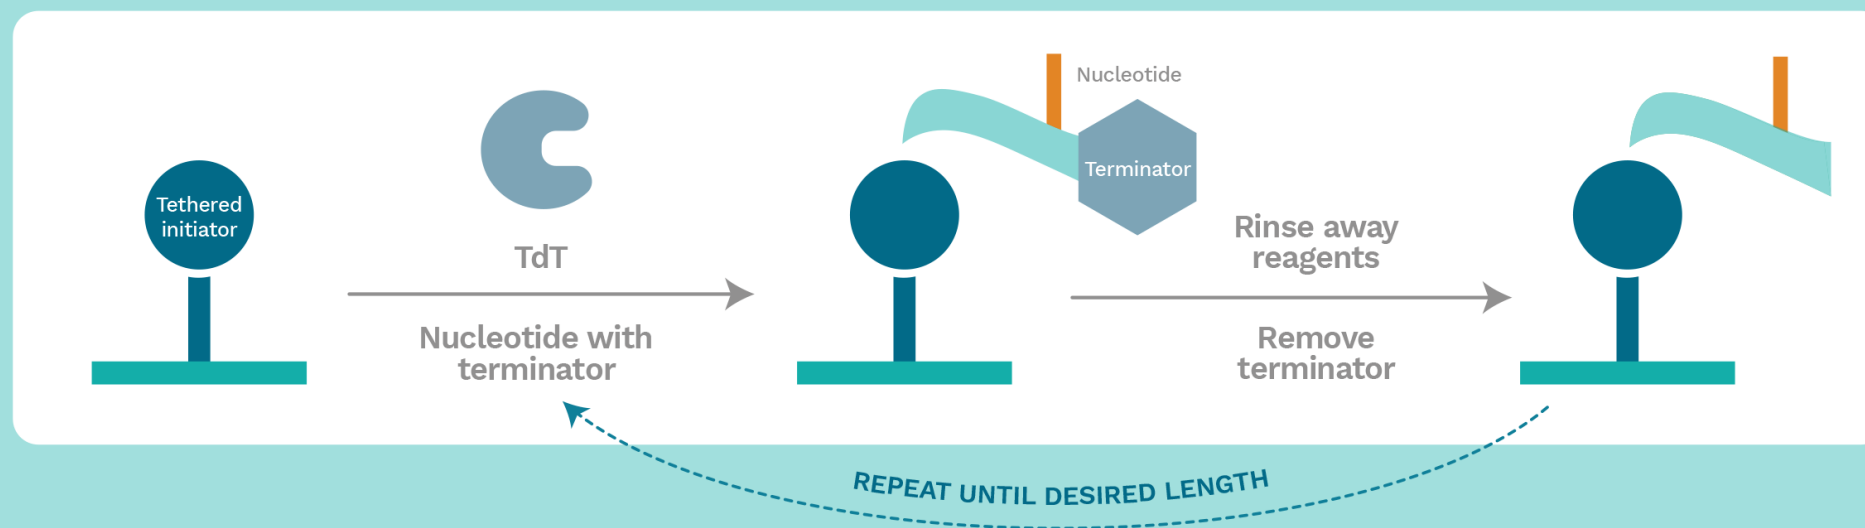 Tethered
initiator
TdT
Nucleotide with
terminator
Nucleotide
Terminator
Rinse away
reagents
Remove
terminator
REPEAT UNTIL DESIRED LENGTH